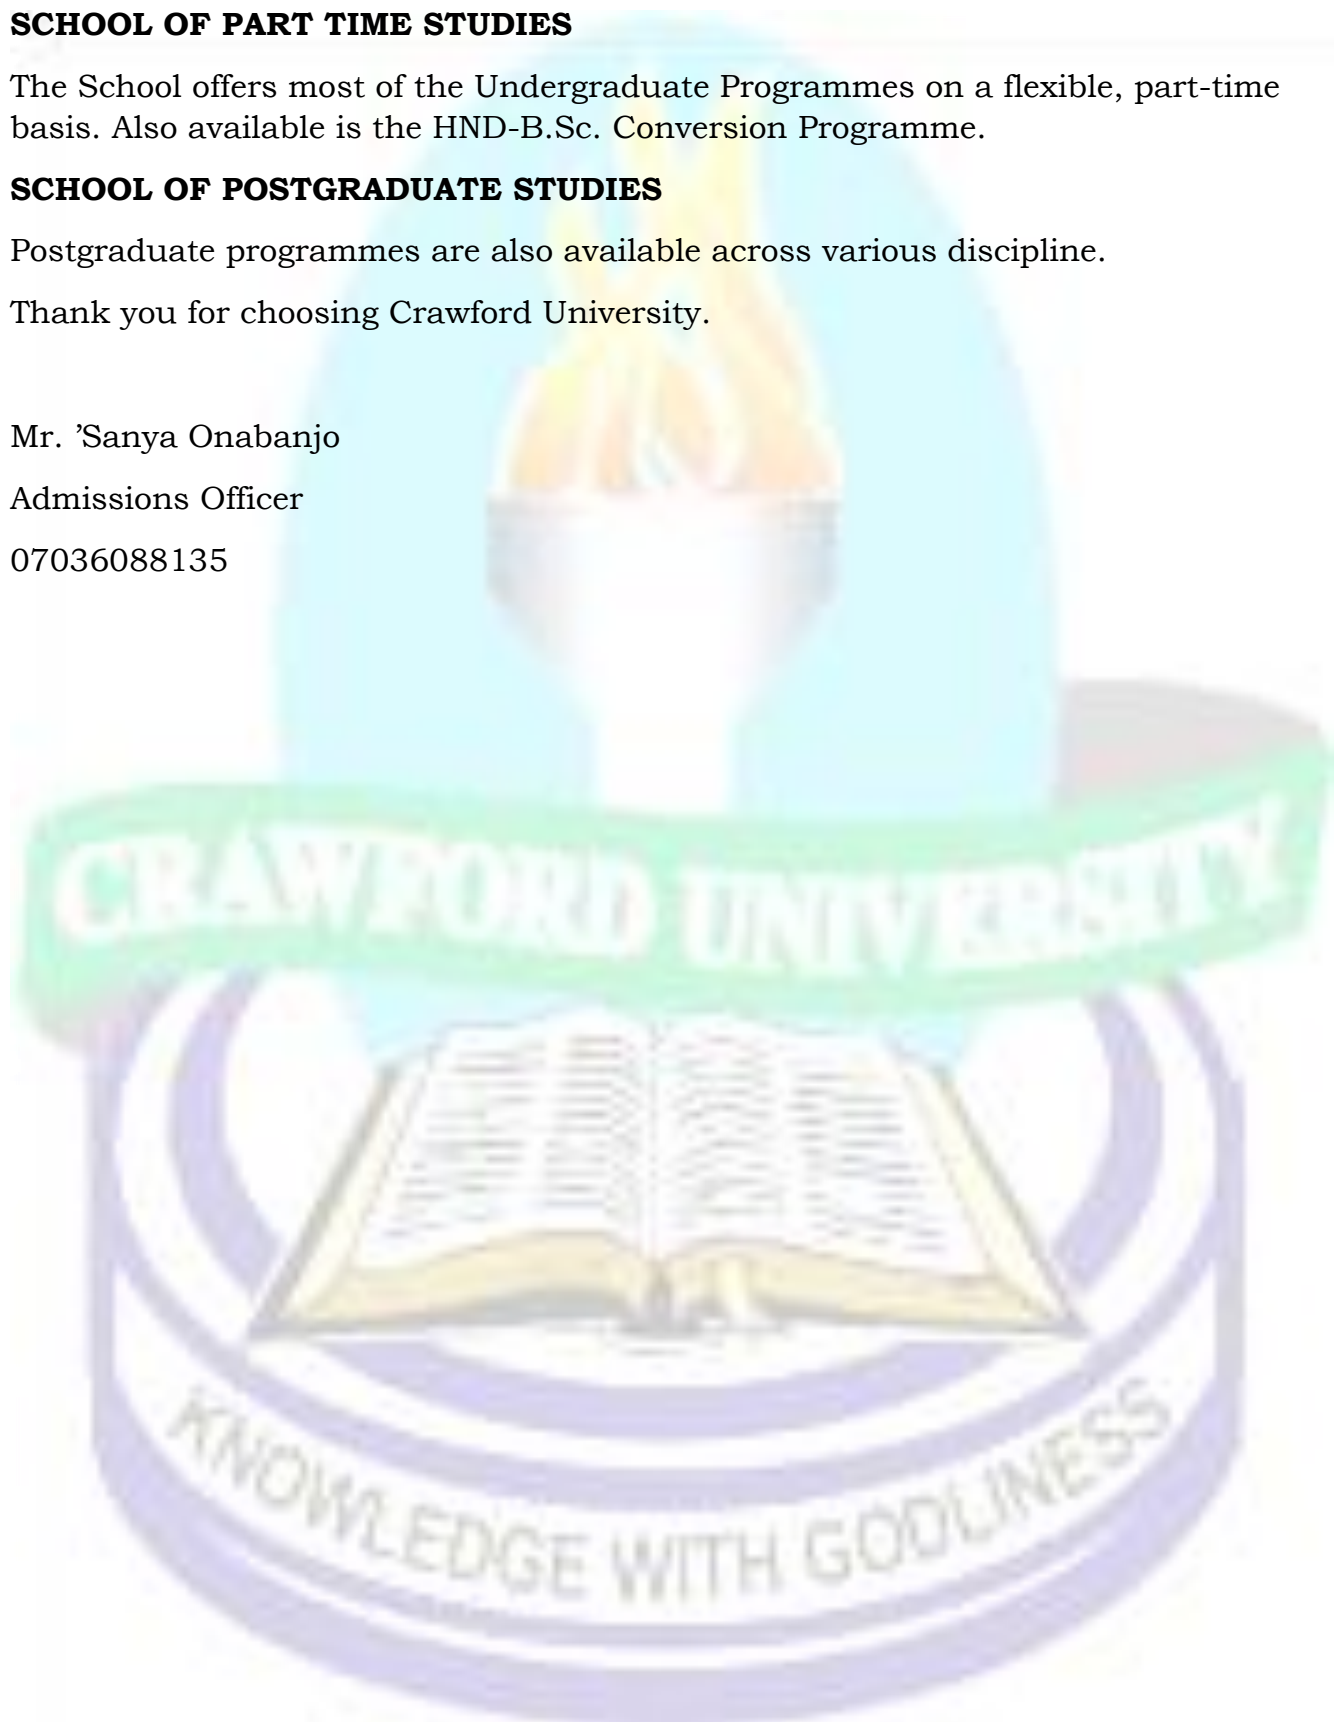 SCHOOL OF PART TIME STUDIES
The School offers most of the Undergraduate Programmes on a flexible, part-time
basis. Also available is the HND-B.Sc. Conversion Programme.
SCHOOL OF POSTGRADUATE STUDIES
Postgraduate programmes are also available across various discipline.
Thank you for choosing Crawford University.
Mr. ’Sanya Onabanjo
Admissions Officer
07036088135
CRAWFORD UNIVERSITY
KNOWLEDGE WITH GODLINESS